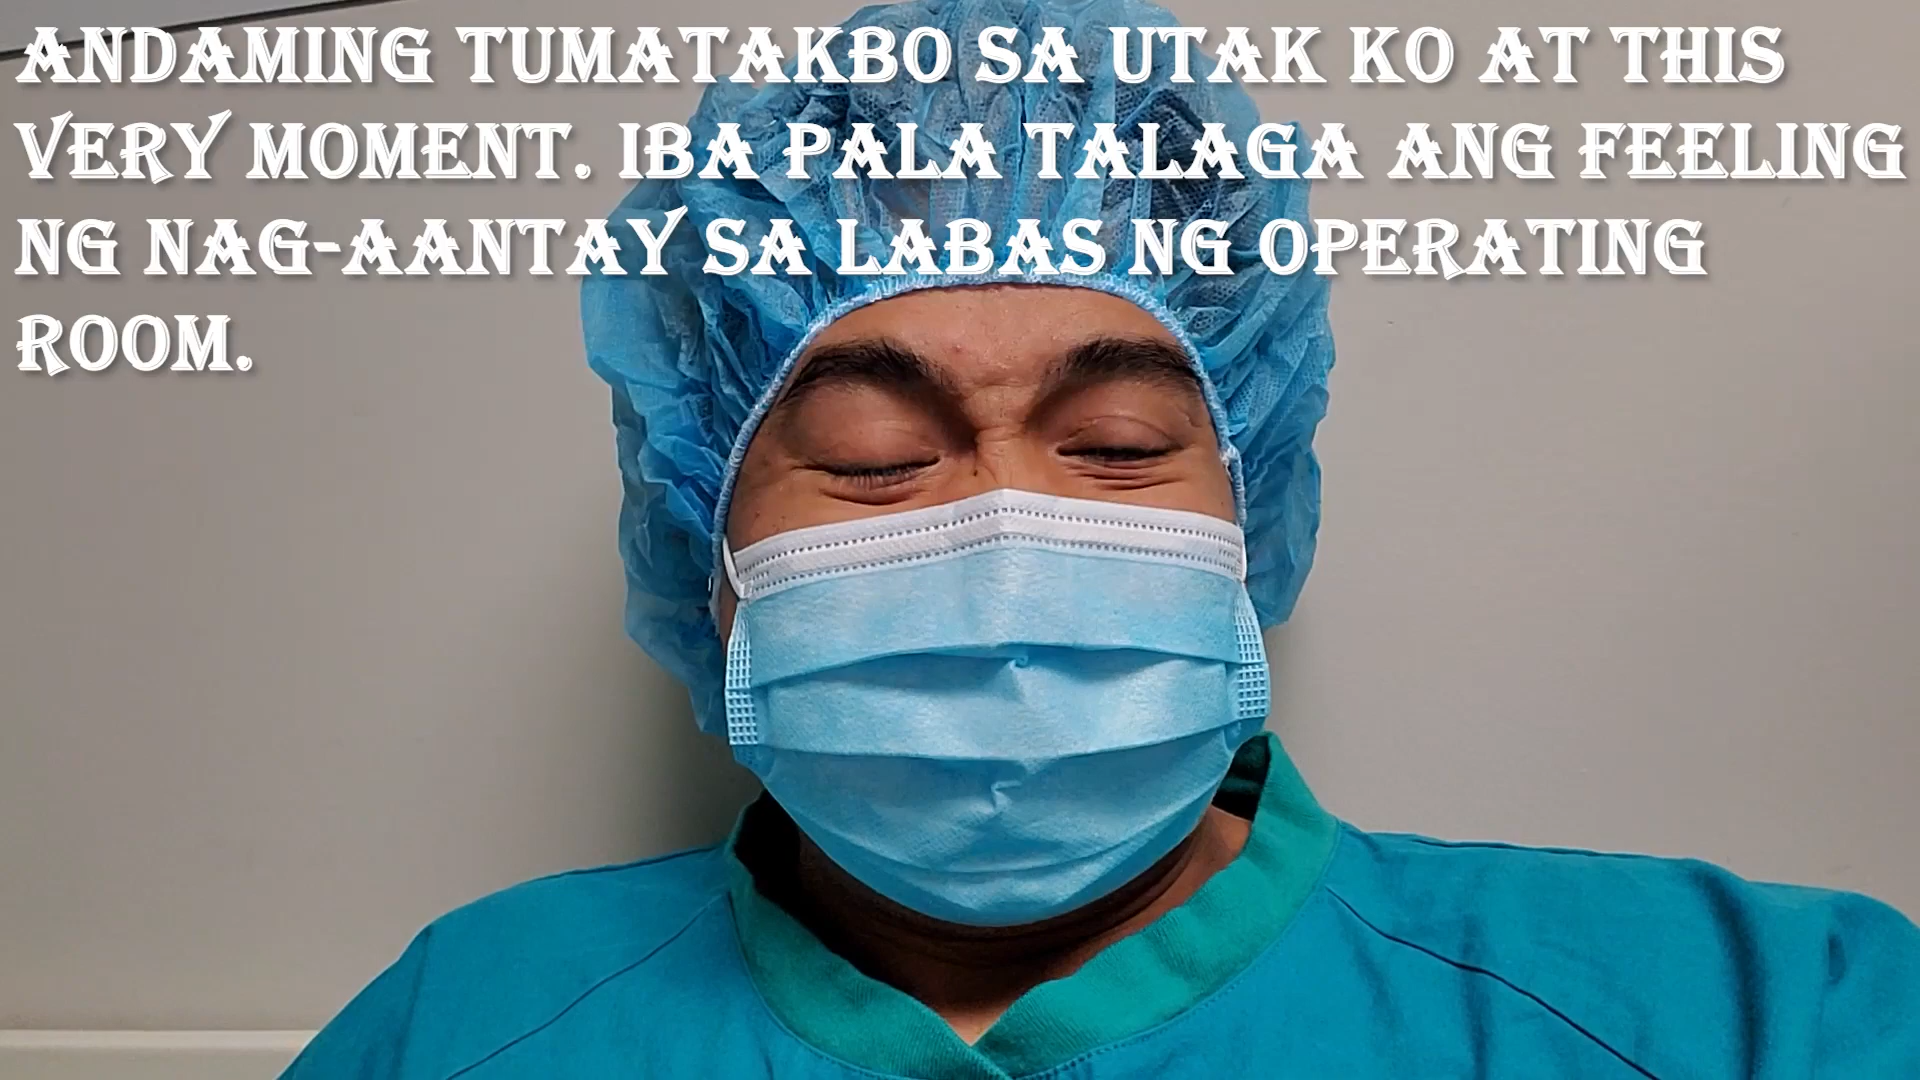 ANDAMING TUMATAKBO SA UTAK KO AT THIS
VERY MOMENT. IBA PALA TALAGA ANG FEELING
NG NAG-AANTAY SA LABAS NG OPERATING
ROOM.